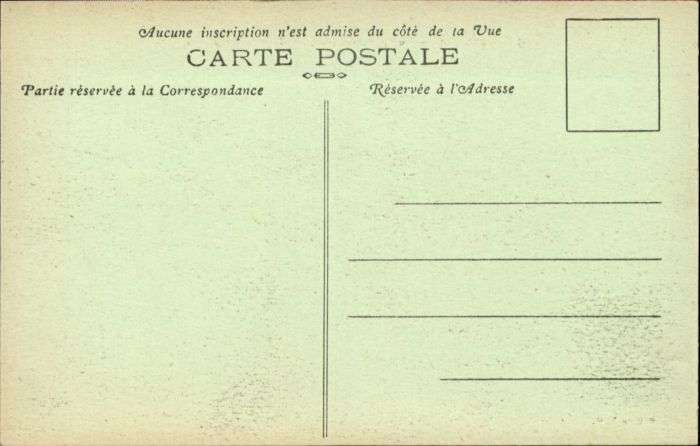 Aucune inscription n'est admise du côté de la Vue
CARTE POSTALE
Partie réservée à la Correspondance
Réservée à l'Adresse